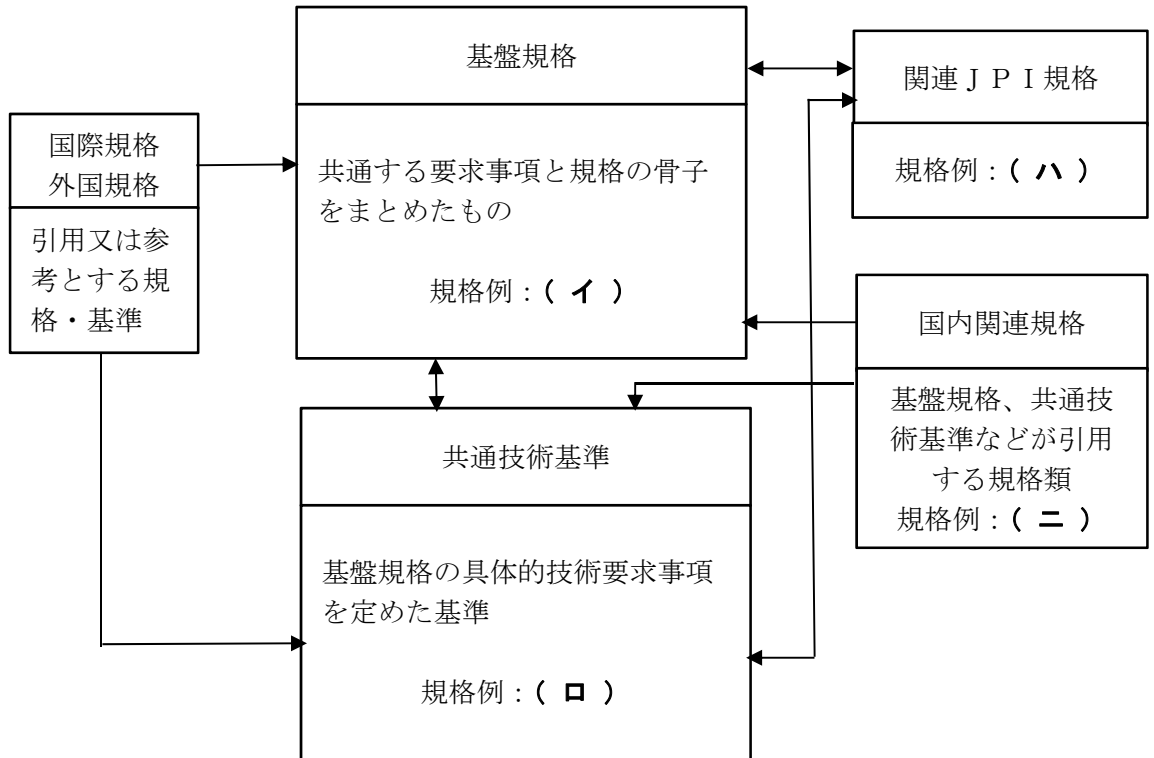 基盤規格
共通する要求事項と規格の骨子
をまとめたもの
規格例:( イ )
関連JPI規格
規格例:( ハ )
国際規格
外国規格
引用又は参
考とする規
格・基準
国内関連規格
基盤規格、共通技
術基準などが引用
する規格類
規格例:( ニ )
共通技術基準
基盤規格の具体的技術要求事項
を定めた基準
規格例:( ロ )